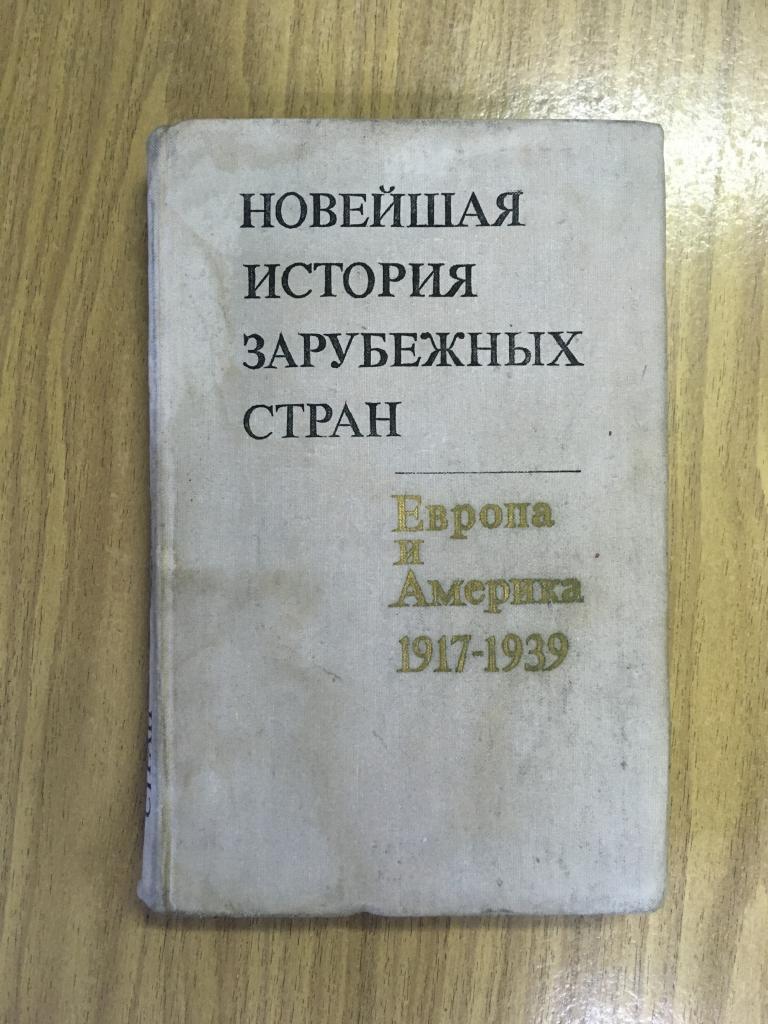 НОВЕЙШАЯ
ИСТОРИЯ
ЗАРУБЕЖНЫХ
СТРАН
Европа
и
Америка
1917-1939